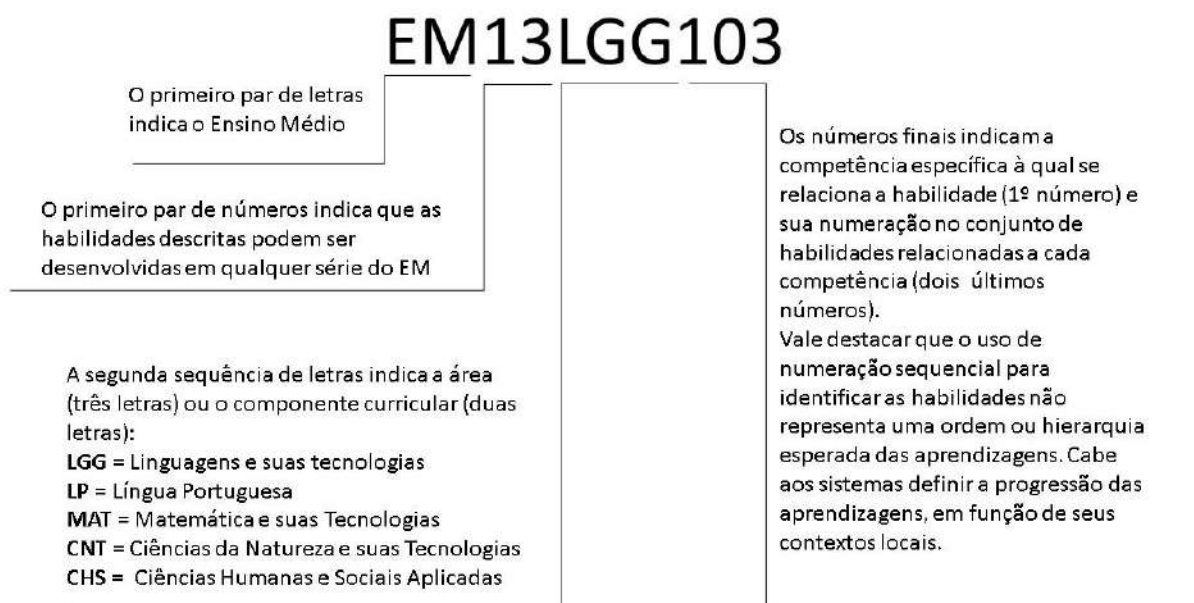 EM13LGG103
O primeiro par de letras
indica o Ensino Médio
O primeiro par de números indica que as
habilidades descritas podem ser
desenvolvidas em qualquer série do EM
A segunda sequência de letras indica a área
(três letras) ou o componente curricular (duas
letras):
LGG = Linguagens e suas tecnologias
LP = Língua Portuguesa
MAT = Matemática e suas Tecnologias
CNT = Ciências da Natureza e suas Tecnologias
CHS = Ciências Humanas e Sociais Aplicadas
Os números finais indicam a
competência específica à qual se
relaciona a habilidade (1º número) e
sua numeração no conjunto de
habilidades relacionadas a cada
competência (dois últimos
números).
Vale destacar que o uso de
numeração sequencial para
identificar as habilidades não
representa uma ordem ou hierarquia
esperada das aprendizagens. Cabe
aos sistemas definir a progressão das
aprendizagens, em função de seus
contextos locais.